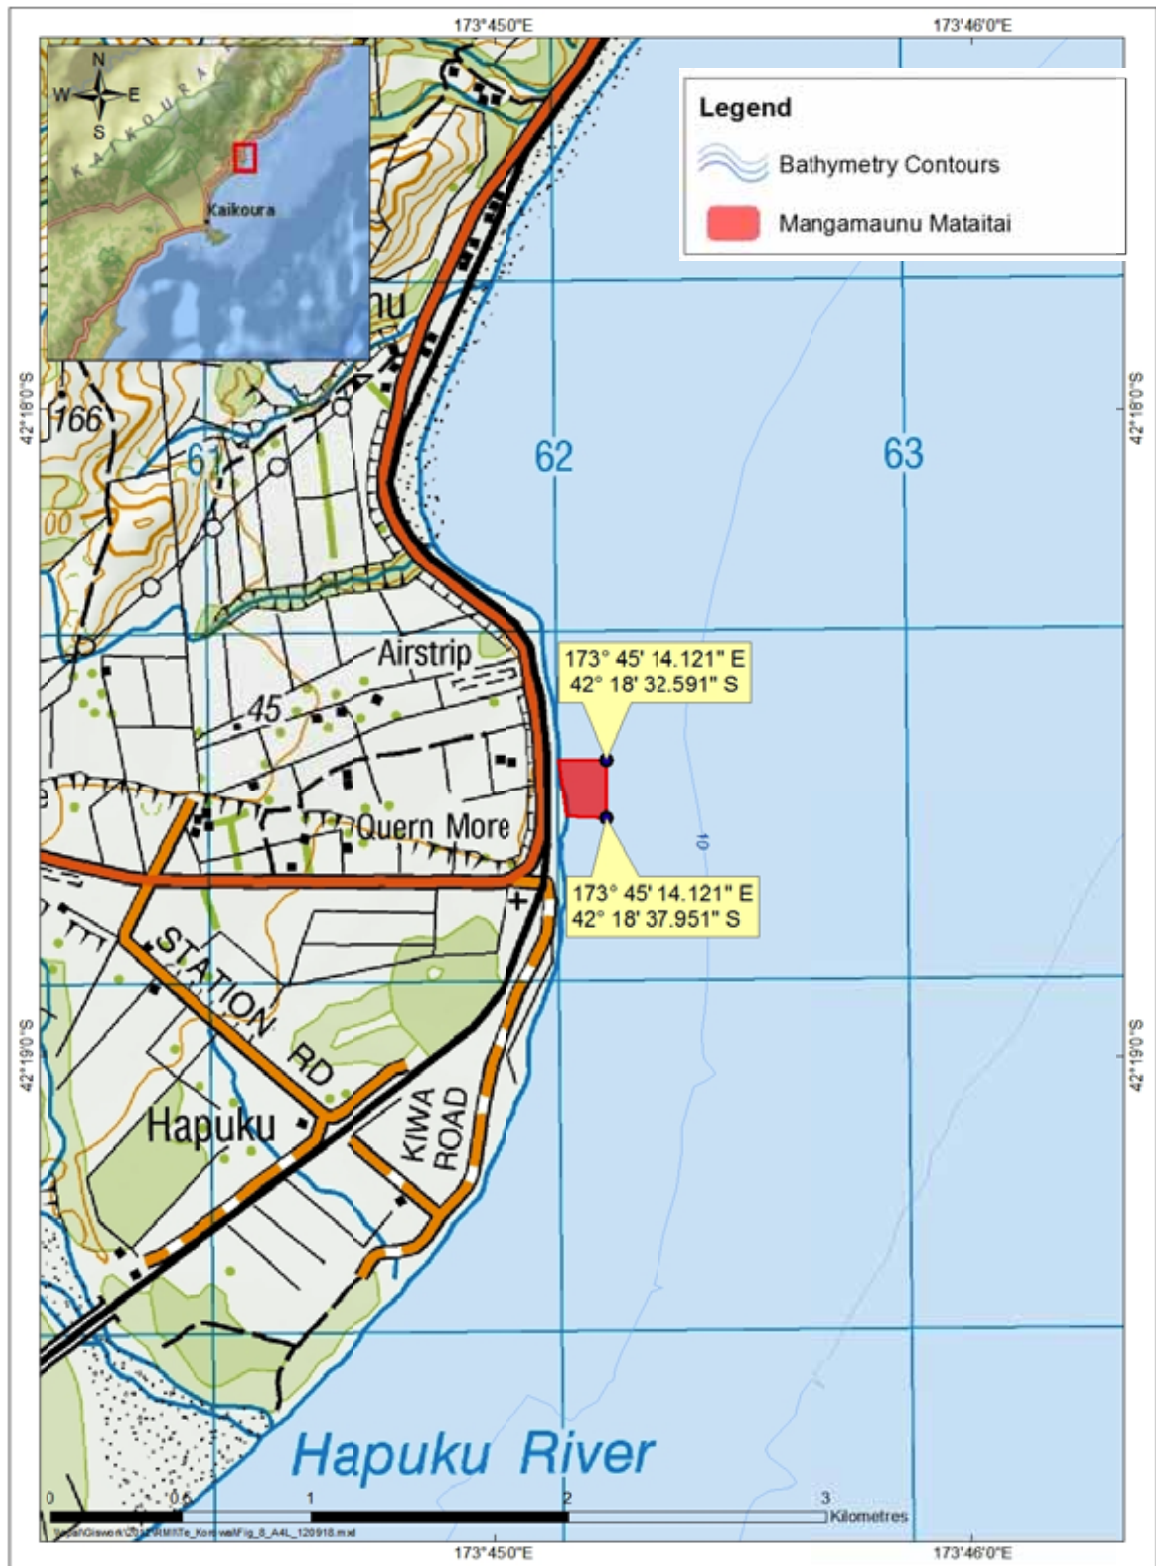 173°45'0"E
173°46'0"E
N
W
E
S
KAIKOURA
Kaikoura
Legend
Bathymetry Contours
Mangamaunu Mataitai
nu
42°18'0"S
42°18'0"S
166
61
62
63
00
Airstrip
173° 45' 14.121" E
42° 18' 32.591" S
45
e
Quern More
10
173° 45' 14.121" E
42° 18' 37.951" S
STATION RD
42°19'0"S
42°19'0"S
KIWA
ROAD
Hapuku
Hapuku River
0
0.5
1
2
3
Kilometres
173°45'0"E
173°46'0"E